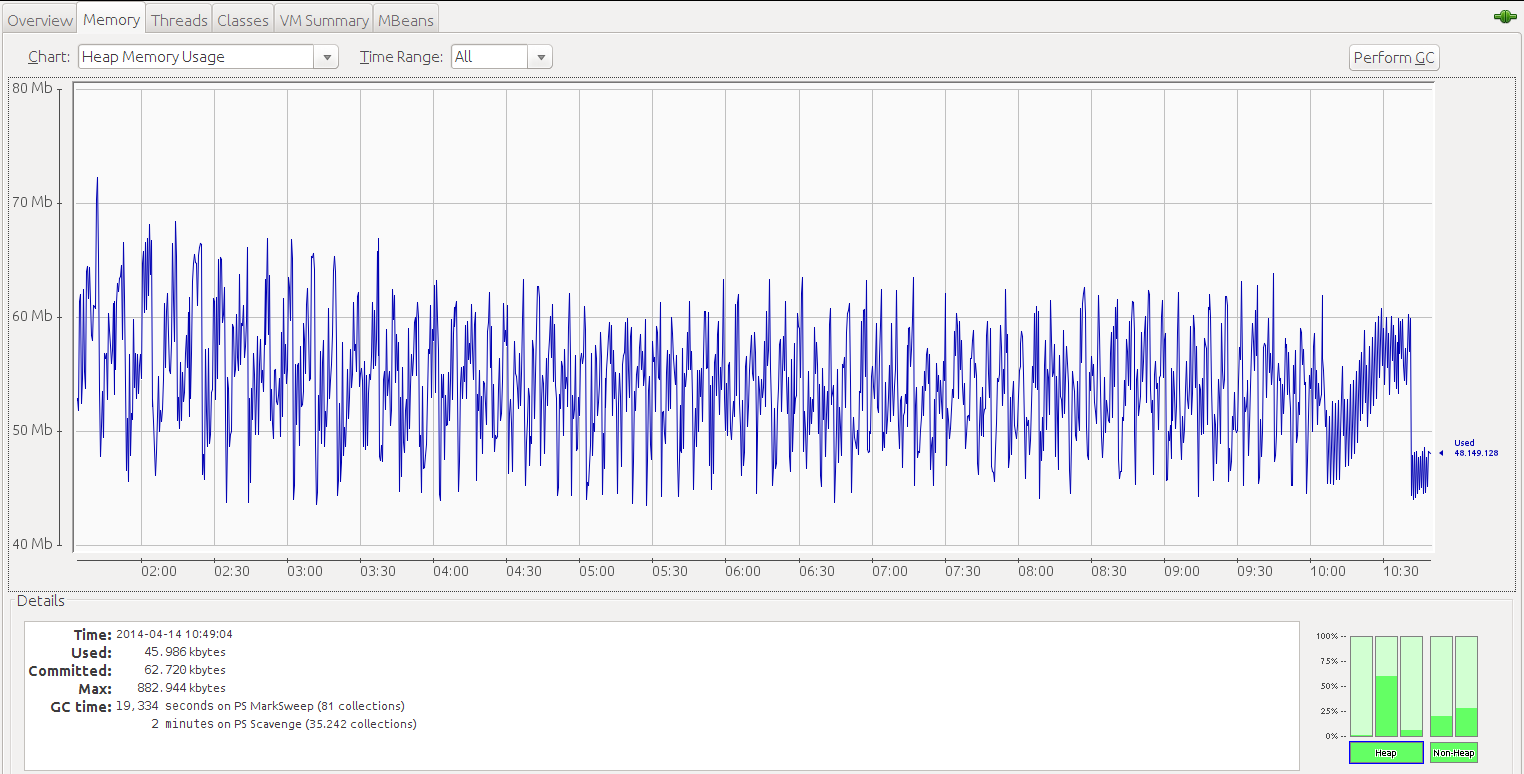 Overview Memory Threads Classes VM Summary MBeans
Chart: Heap Memory Usage Time Range: All Perform GC
80 Mb
70 Mb
60 Mb
50 Mb
40 Mb
Used
48.149.128
02:00 02:30 03:00 03:30 04:00 04:30 05:00 05:30 06:00 06:30 07:00 07:30 08:00 08:30 09:00 09:30 10:00 10:30
Details
Time: 2014-04-14 10:49:04
Used: 45.986 kbytes
Committed: 62.720 kbytes
Max: 882.944 kbytes
GC time: 19,334 seconds on PS MarkSweep (81 collections)
2 minutes on PS Scavenge (35.242 collections)
100% --
75% --
50% --
25% --
0% --
Heap Non-Heap